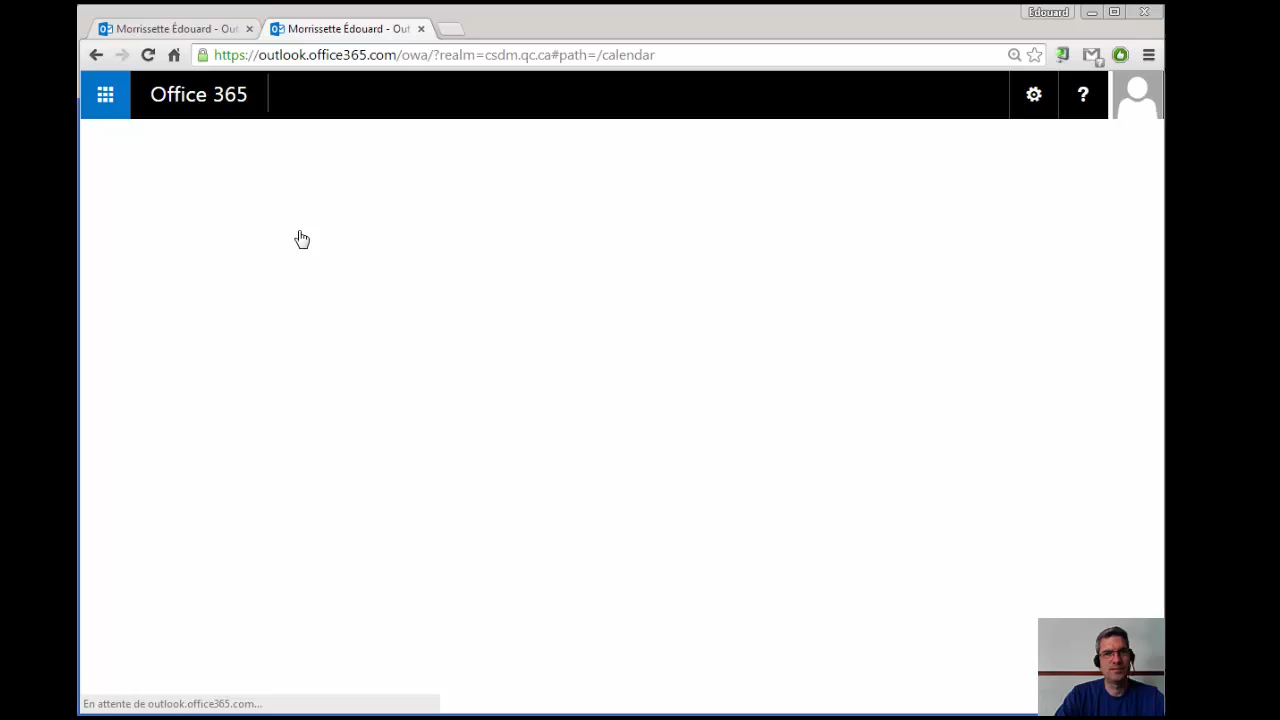 Edouard
Morrissette Édouard - Out
Morrissette Édouard - Out
https://outlook.office365.com/owa/?realm=csdm.qc.ca#path=/calendar
Office 365
?
En attente de outlook.office365.com...